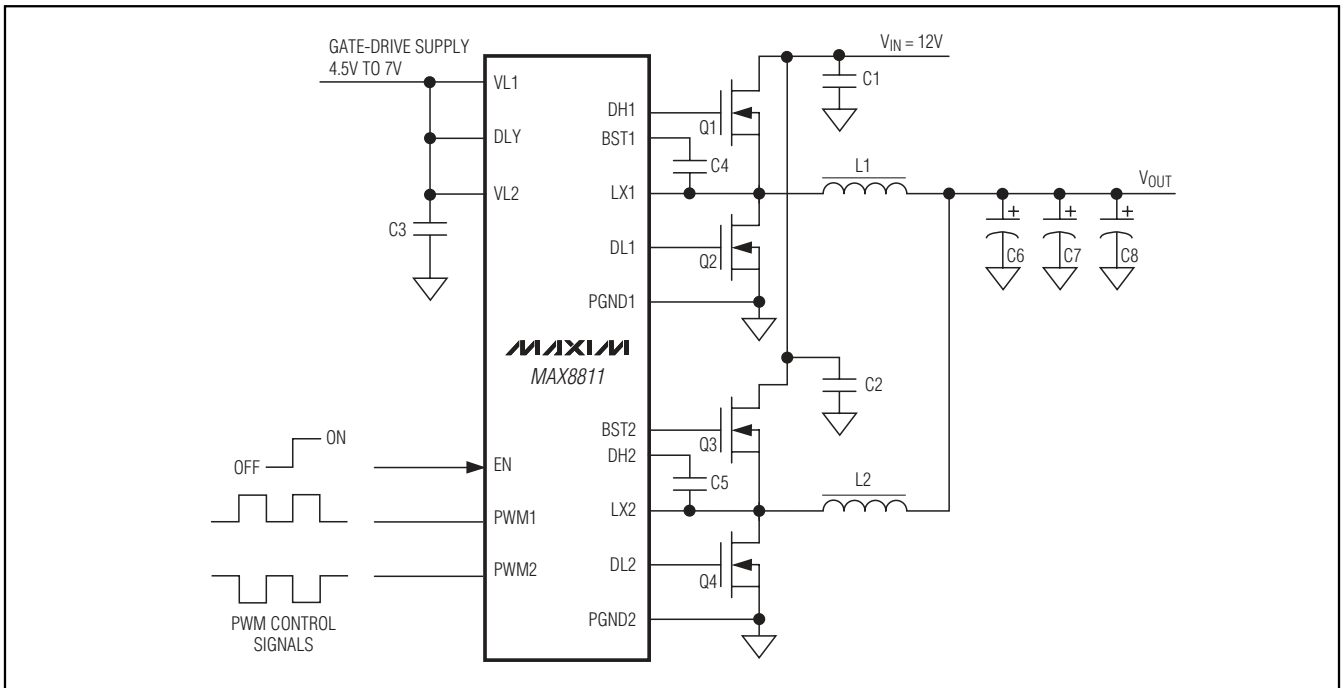 GATE-DRIVE SUPPLY
4.5V TO 7V
VL1
DLY
VL2
C3
OFF
ON
EN
PWM1
PWM2
PWM CONTROL
SIGNALS
MAXIM
MAX8811
DH1
BST1
LX1
DL1
PGND1
BST2
DH2
LX2
DL2
PGND2
VIN = 12V
C1
Q1
C4
L1
VOUT
Q2
+
C6
+
C7
+
C8
C2
Q3
C5
L2
Q4